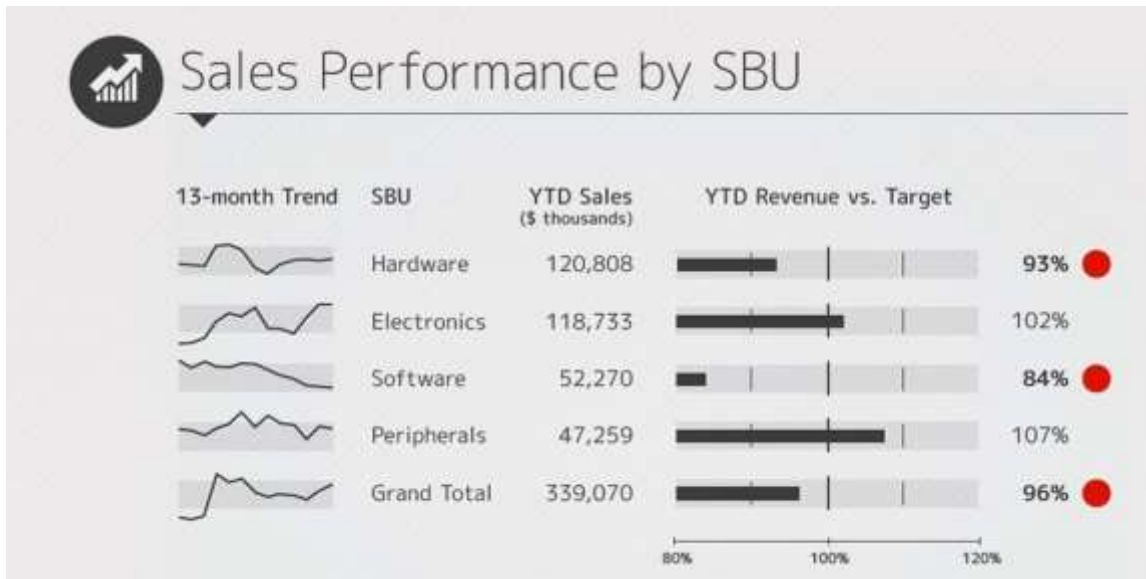 Sales Performance by SBU
13-month Trend SBU YTD Sales YTD Revenue vs. Target
($ thousands)
Hardware 120,808 93%
Electronics 118,733 102%
Software 52,270 84%
Peripherals 47,259 107%
Grand Total 339,070 96%
80% 100% 120%